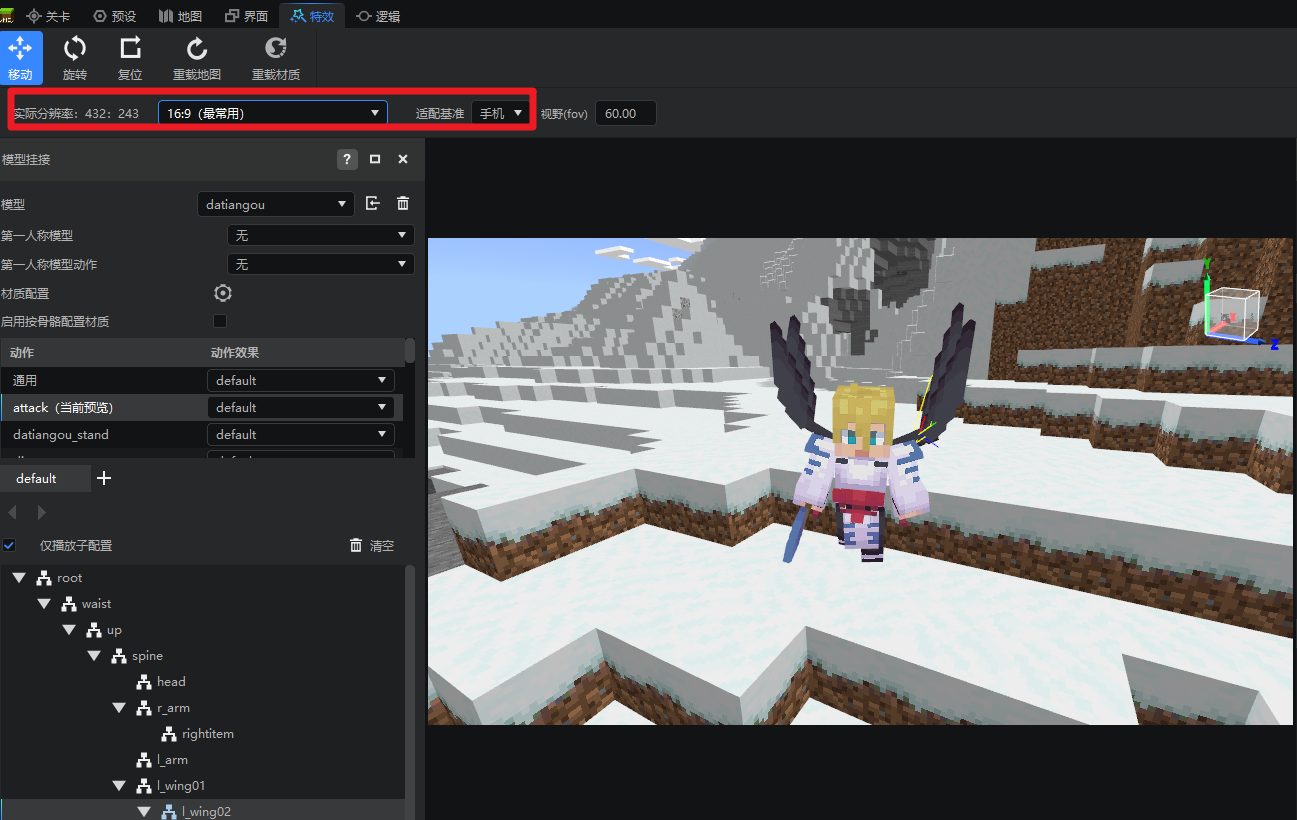 关卡 预设 地图 界面 特效 逻辑
移动 旋转 复位 重载地图 重载材质
实际分辨率：432：243 16:9（最常用） 适配基准 手机 视野(fov) 60.00
模型挂接 ?
模型 datiangou
第一人称模型 无
第一人称模型动作 无
材质配置
启用按骨骼配置材质
动作 动作效果
通用 default
attack（当前预览） default
datiangou_stand default
default +
仅播放子配置 清空
root
waist
up
spine
head
r_arm
rightitem
l_arm
l_wing01
l_wing02
Y
X
Z